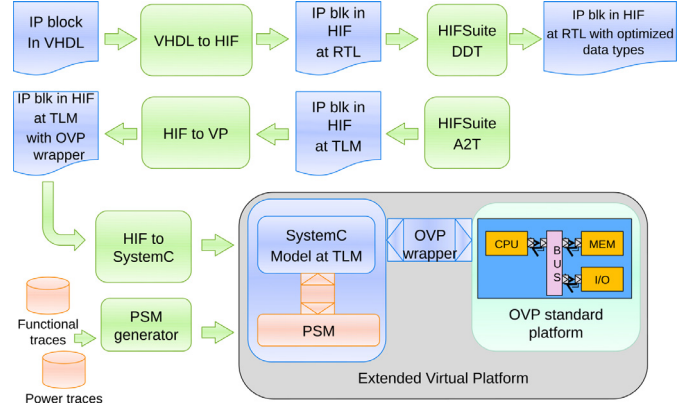 IP block
In VHDL
VHDL to HIF
IP blk in
HIF
at RTL
HIFSuite
DDT
IP blk in HIF
at RTL with optimized
data types
IP blk in HIF
at TLM
with OVP
wrapper
HIF to VP
IP blk in
HIF
at TLM
HIFSuite
A2T
HIF to
SystemC
SystemC
Model at TLM
OVP
wrapper
CPU
BUS
MEM
I/O
OVP standard
platform
Functional
traces
PSM
generator
PSM
Power traces
Extended Virtual Platform